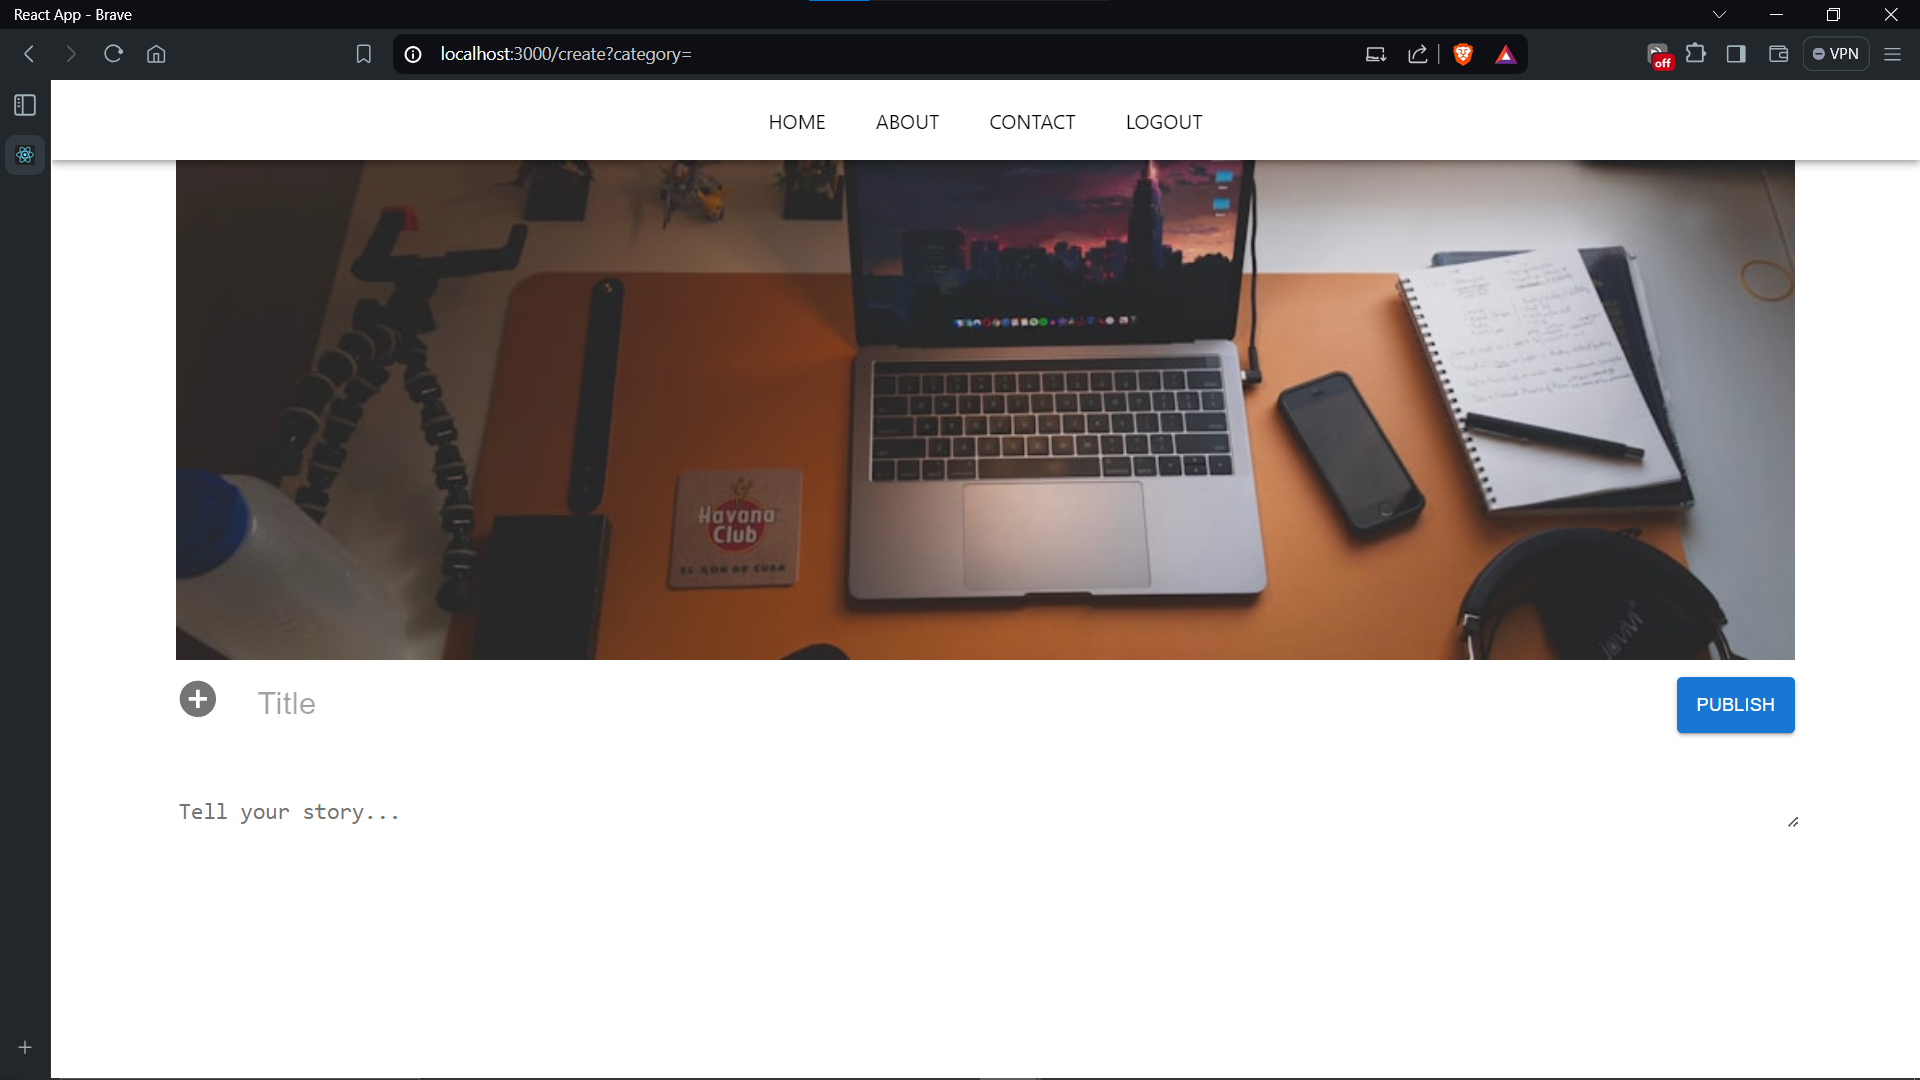 React App - Brave
localhost:3000/create?category=
off
VPN
HOME ABOUT CONTACT LOGOUT
Havana
Club
EL RON DE CUBA
Title
PUBLISH
Tell your story...